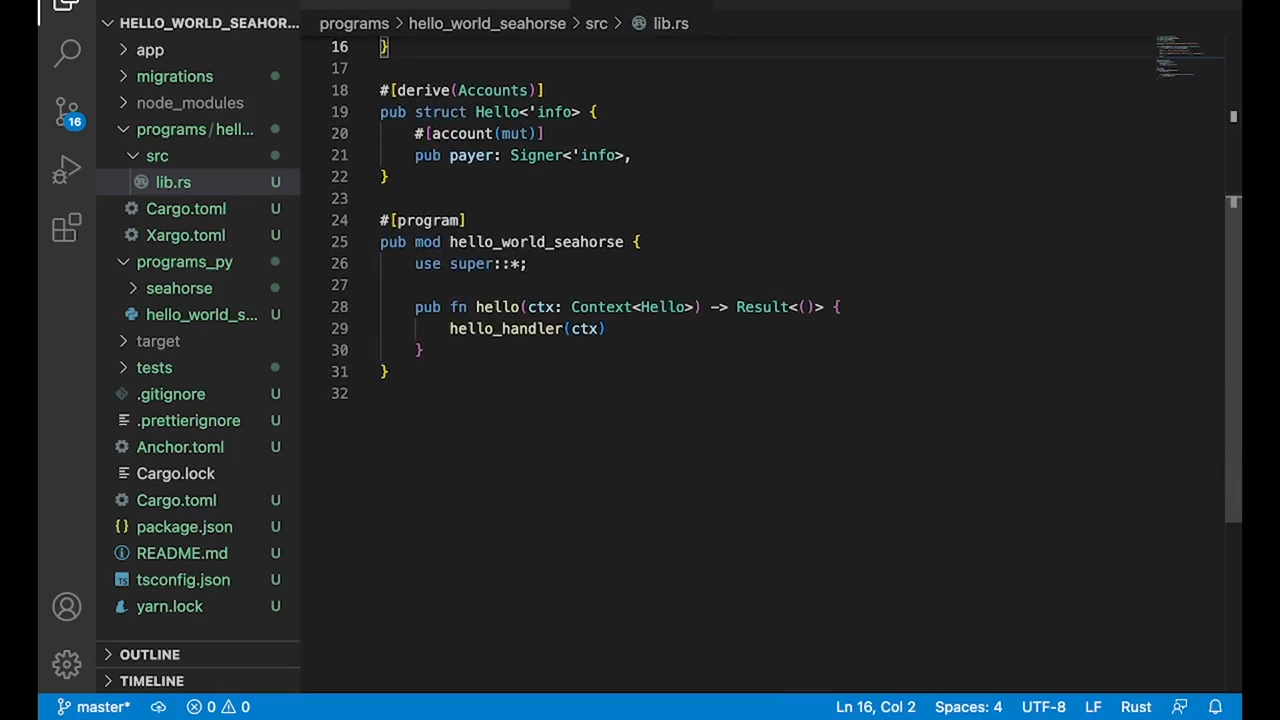 HELLO_WORLD_SEAHOR...
app
migrations
node_modules
programs / hell...
src
lib.rs U
Cargo.toml U
Xargo.toml U
programs_py
seahorse
hello_world_s... U
target
tests
.gitignore U
.prettierignore U
Anchor.toml U
Cargo.lock
Cargo.toml U
{} package.json U
README.md U
TS tsconfig.json U
yarn.lock U
OUTLINE
TIMELINE
16
programs > hello_world_seahorse > src > lib.rs
16 }
17
18 #[derive(Accounts)]
19 pub struct Hello<'info> {
20 #[account(mut)]
21 pub payer: Signer<'info>,
22 }
23
24 #[program]
25 pub mod hello_world_seahorse {
26 use super::*;
27
28 pub fn hello(ctx: Context<Hello>) -> Result<()> {
29 hello_handler(ctx)
30 }
31 }
32
master* 0 0 Ln 16, Col 2 Spaces: 4 UTF-8 LF Rust